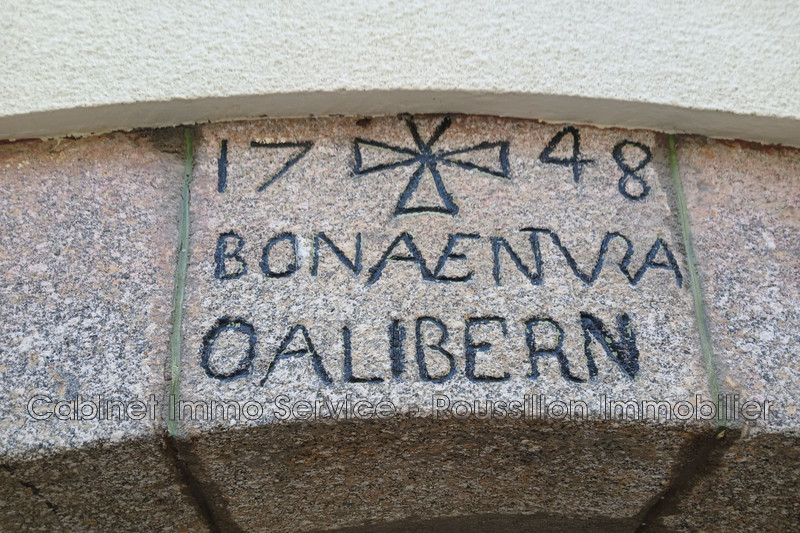 17 48
BONAENTVRA
OALIBERN
Cabinet Immo Service - Roussillon Immobilier